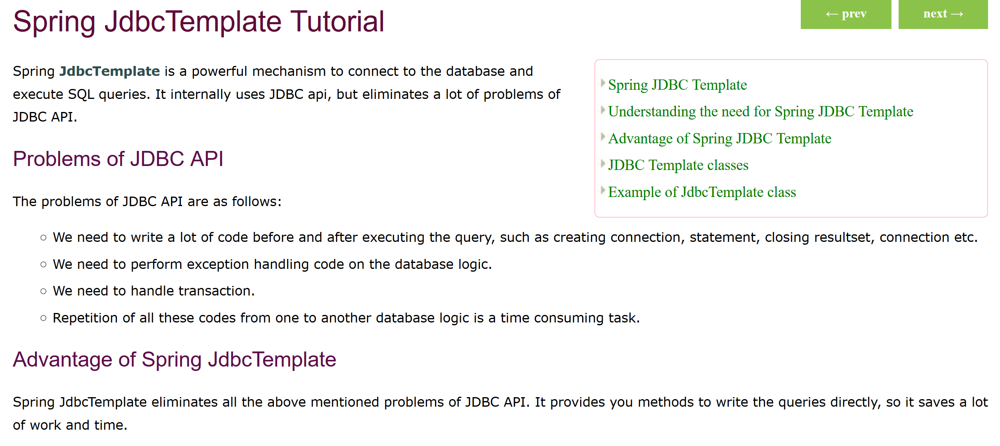 Spring JdbcTemplate Tutorial
← prev
next →
Spring JdbcTemplate is a powerful mechanism to connect to the database and
execute SQL queries. It internally uses JDBC api, but eliminates a lot of problems of
JDBC API.
Spring JDBC Template
Understanding the need for Spring JDBC Template
Advantage of Spring JDBC Template
JDBC Template classes
Example of JdbcTemplate class
Problems of JDBC API
The problems of JDBC API are as follows:
We need to write a lot of code before and after executing the query, such as creating connection, statement, closing resultset, connection etc.
We need to perform exception handling code on the database logic.
We need to handle transaction.
Repetition of all these codes from one to another database logic is a time consuming task.
Advantage of Spring JdbcTemplate
Spring JdbcTemplate eliminates all the above mentioned problems of JDBC API. It provides you methods to write the queries directly, so it saves a lot
of work and time.